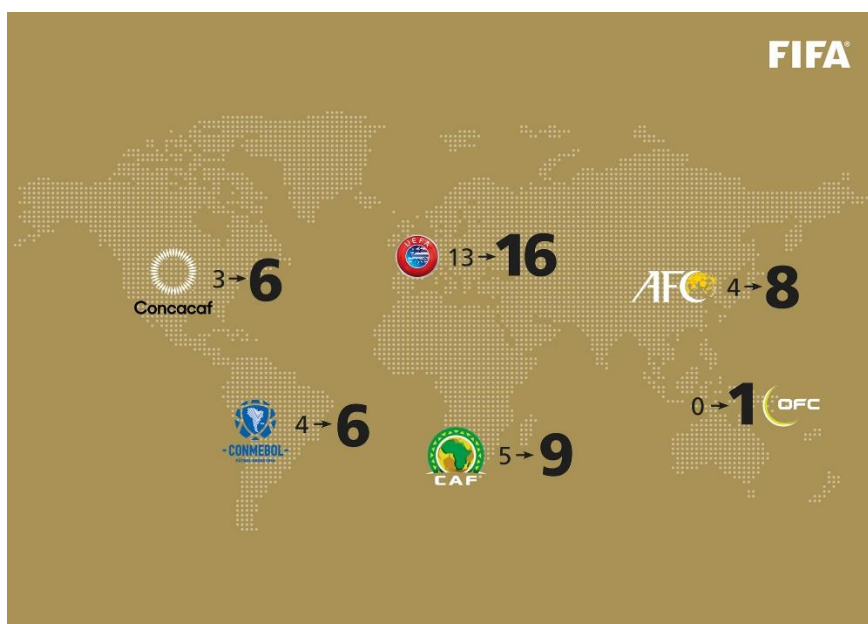 FIFA
UEFA
13→16
3→6
Concacaf
AFC 4→8
4→6
-CONMEBOL-
5→9
CAF
0→1 OFC